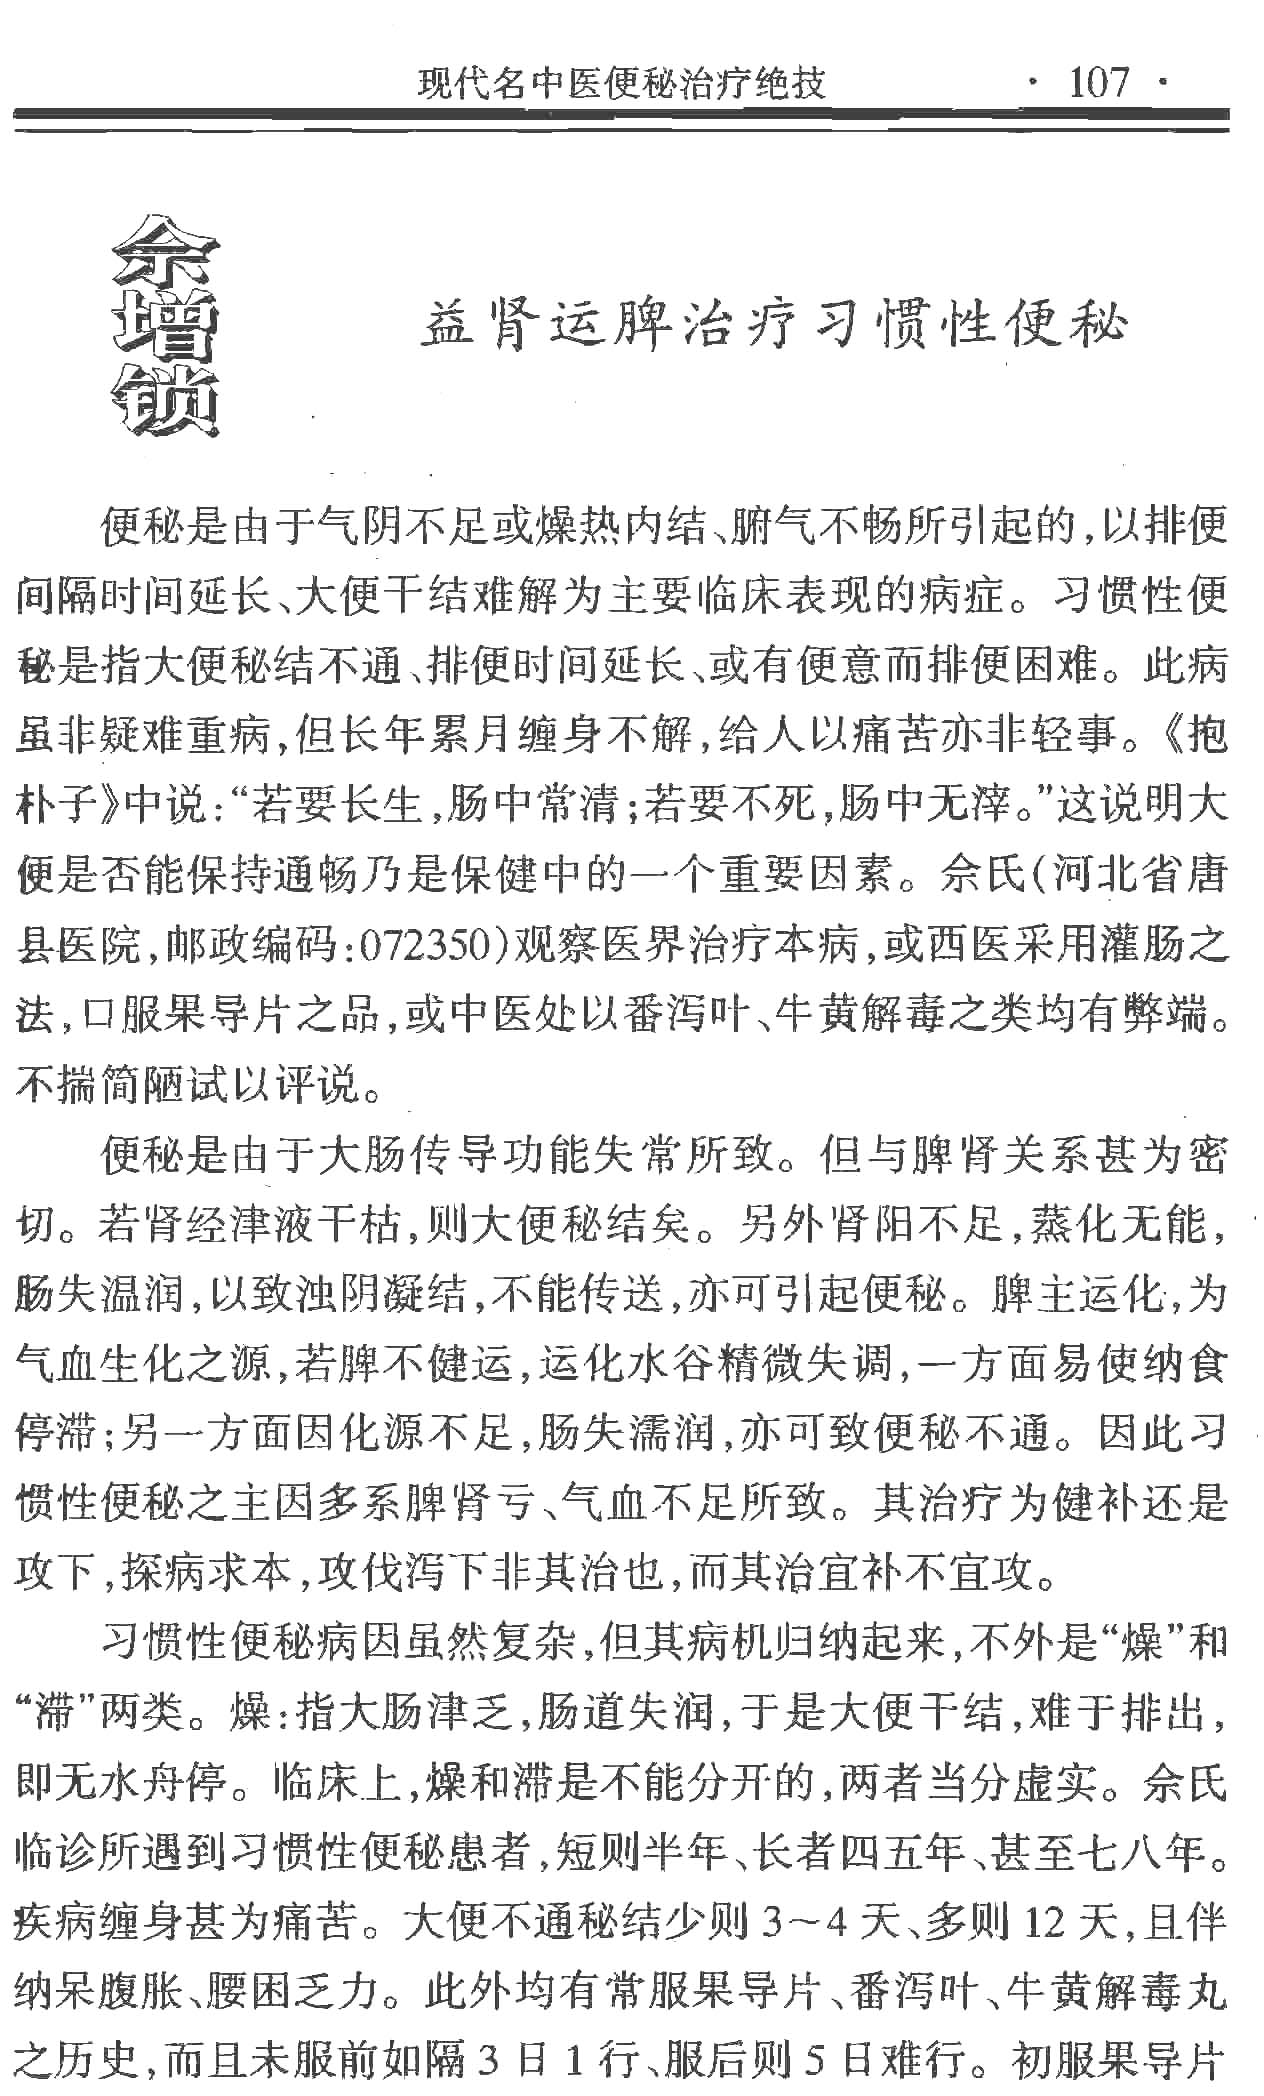 现代名中医便秘治疗绝技 · 107 ·
佘增锁
益肾运脾治疗习惯性便秘
便秘是由于气阴不足或燥热内结、腑气不畅所引起的,以排便
间隔时间延长、大便干结难解为主要临床表现的病症。习惯性便
秘是指大便秘结不通、排便时间延长、或有便意而排便困难。此病
虽非疑难重病,但长年累月缠身不解,给人以痛苦亦非轻事。《抱
朴子》中说:“若要长生,肠中常清;若要不死,肠中无滓。”这说明大
便是否能保持通畅乃是保健中的一个重要因素。佘氏(河北省唐
县医院,邮政编码:072350)观察医界治疗本病,或西医采用灌肠之
法,口服果导片之品,或中医处以番泻叶、牛黄解毒之类均有弊端。
不揣简陋试以评说。
便秘是由于大肠传导功能失常所致。但与脾肾关系甚为密
切。若肾经津液干枯,则大便秘结矣。另外肾阳不足,蒸化无能,
肠失温润,以致浊阴凝结,不能传送,亦可引起便秘。脾主运化,为
气血生化之源,若脾不健运,运化水谷精微失调,一方面易使纳食
停滞;另一方面因化源不足,肠失濡润,亦可致便秘不通。因此习
惯性便秘之主因多系脾肾亏、气血不足所致。其治疗为健补还是
攻下,探病求本,攻伐泻下非其治也,而其治宜补不宜攻。
习惯性便秘病因虽然复杂,但其病机归纳起来,不外是“燥”和
“滞”两类。燥:指大肠津乏,肠道失润,于是大便干结,难于排出,
即无水舟停。临床上,燥和滞是不能分开的,两者当分虚实。佘氏
临诊所遇到习惯性便秘患者,短则半年、长者四五年、甚至七八年。
疾病缠身甚为痛苦。大便不通秘结少则 3～4 天、多则 12 天,且伴
纳呆腹胀、腰困乏力。此外均有常服果导片、番泻叶、牛黄解毒丸
之历史,而且未服前如隔 3 日 1 行、服后则 5 日难行。初服果导片